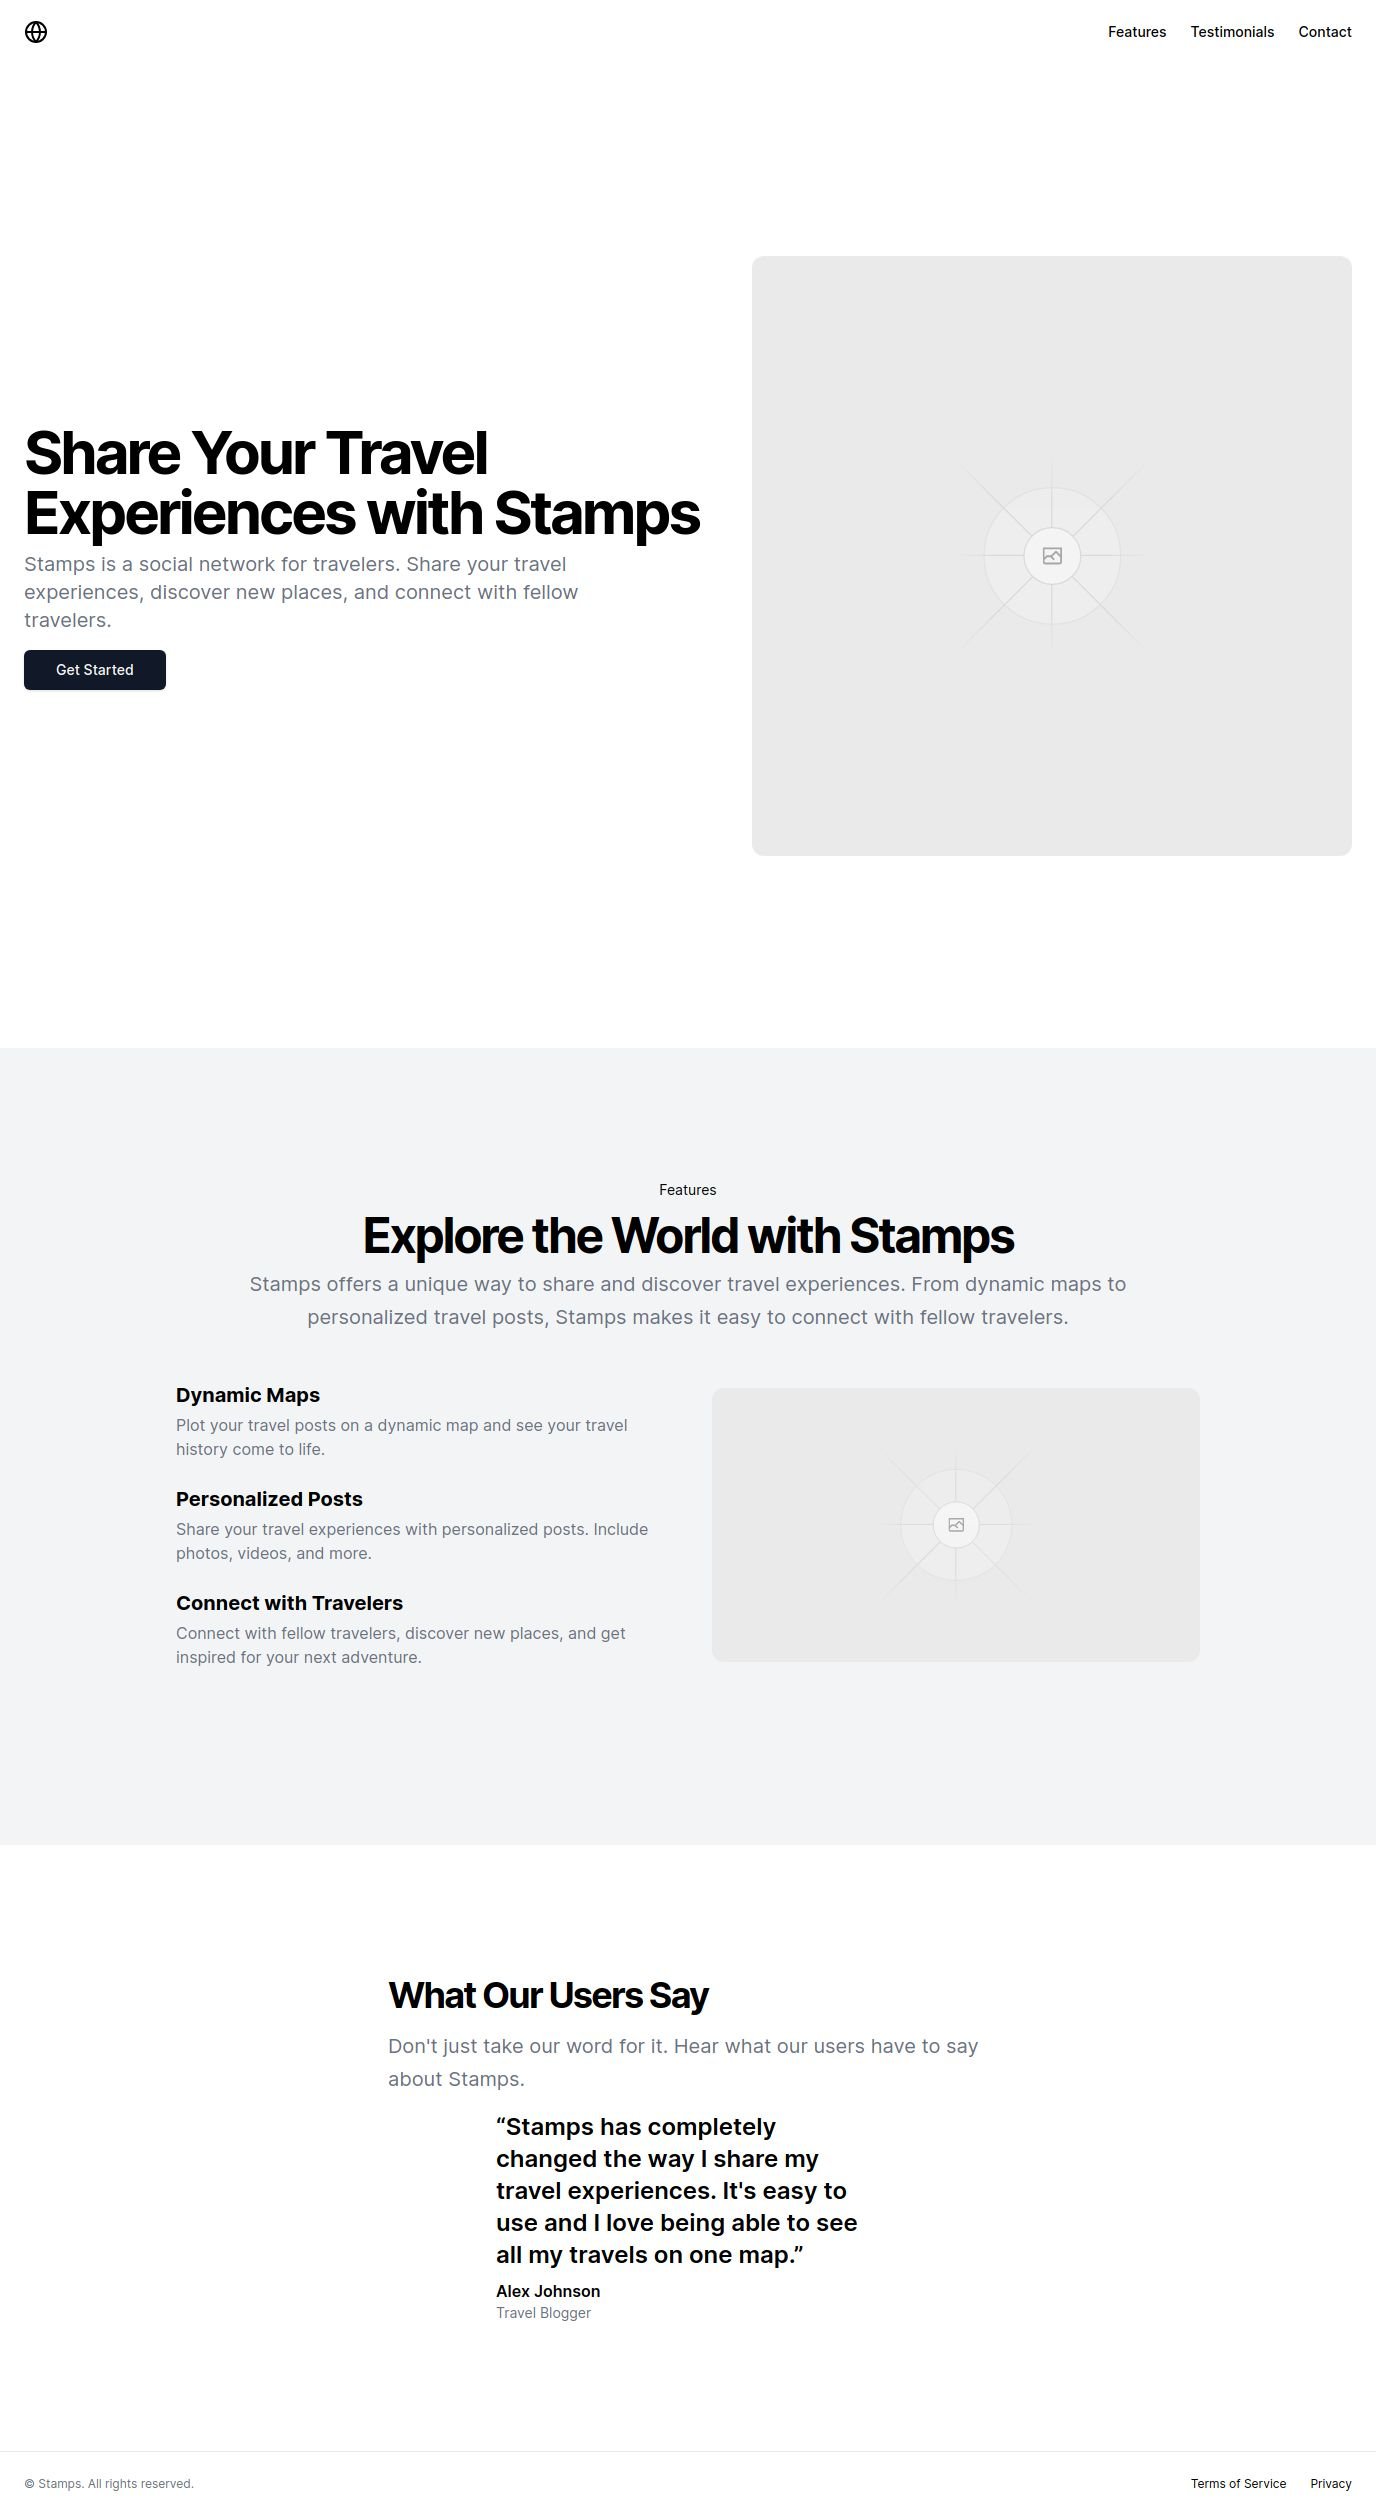 Features Testimonials Contact
Share Your Travel
Experiences with Stamps
Stamps is a social network for travelers. Share your travel
experiences, discover new places, and connect with fellow
travelers.
Get Started
Features
Explore the World with Stamps
Stamps offers a unique way to share and discover travel experiences. From dynamic maps to
personalized travel posts, Stamps makes it easy to connect with fellow travelers.
Dynamic Maps
Plot your travel posts on a dynamic map and see your travel
history come to life.
Personalized Posts
Share your travel experiences with personalized posts. Include
photos, videos, and more.
Connect with Travelers
Connect with fellow travelers, discover new places, and get
inspired for your next adventure.
What Our Users Say
Don't just take our word for it. Hear what our users have to say
about Stamps.
“Stamps has completely
changed the way I share my
travel experiences. It's easy to
use and I love being able to see
all my travels on one map.”
Alex Johnson
Travel Blogger
© Stamps. All rights reserved.
Terms of Service Privacy